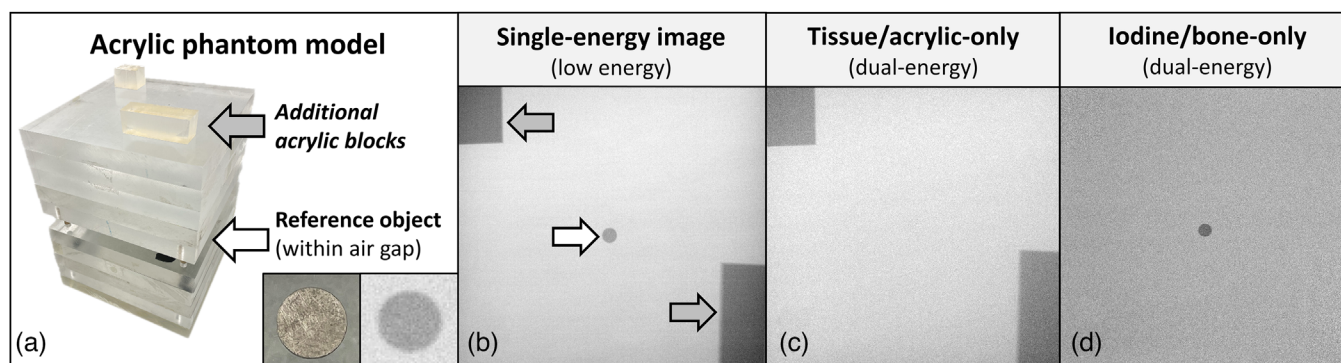 Acrylic phantom model
Additional
acrylic blocks
Reference object
(within air gap)
(a)
Single-energy image
(low energy)
(b)
Tissue/acrylic-only
(dual-energy)
(c)
Iodine/bone-only
(dual-energy)
(d)